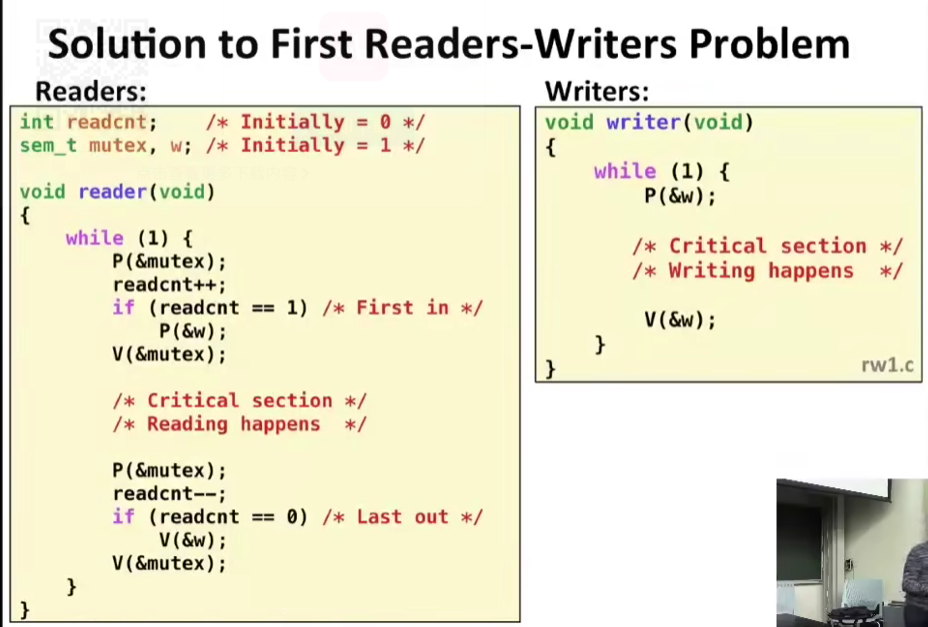 Solution to First Readers-Writers Problem
Readers:
int readcnt;    /* Initially = 0 */
sem_t mutex, w; /* Initially = 1 */
void reader(void)
{
    while (1) {
        P(&mutex);
        readcnt++;
        if (readcnt == 1) /* First in */
            P(&w);
        V(&mutex);
        /* Critical section */
        /* Reading happens  */
        P(&mutex);
        readcnt--;
        if (readcnt == 0) /* Last out */
            V(&w);
        V(&mutex);
    }
}
Writers:
void writer(void)
{
    while (1) {
        P(&w);
        /* Critical section */
        /* Writing happens  */
        V(&w);
    }
}
rw1.c